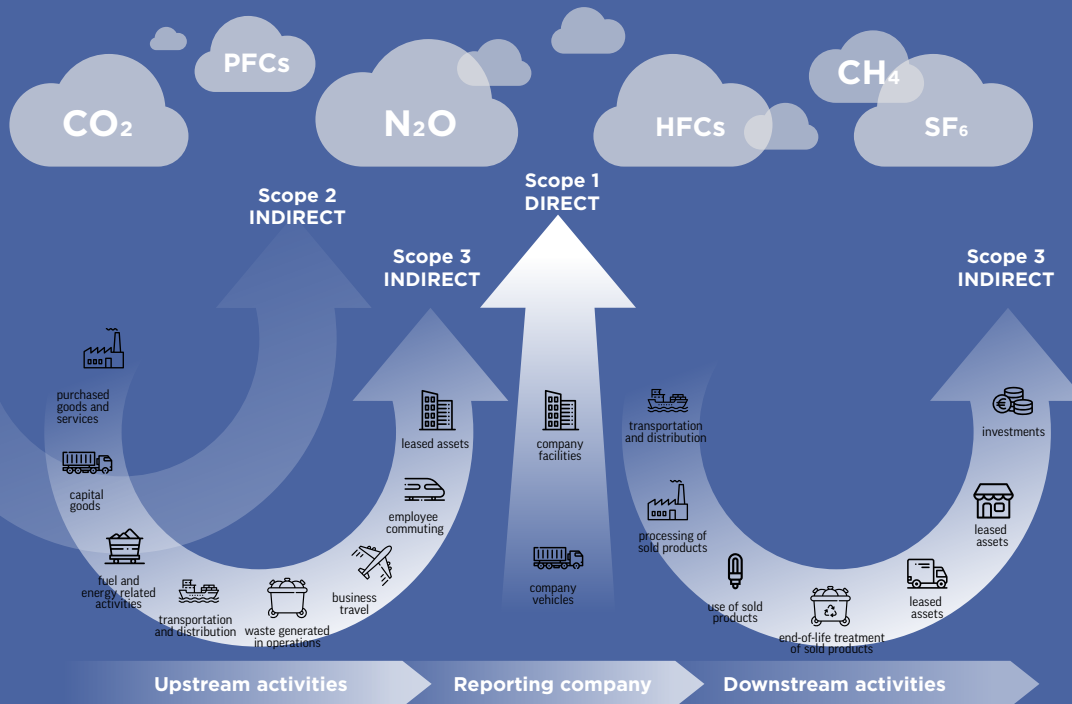 PFCs
CO₂
N₂O
HFCs
CH₄
SF₆
Scope 2
INDIRECT
Scope 3
INDIRECT
Scope 1
DIRECT
Scope 3
INDIRECT
purchased
goods and
services
capital
goods
fuel and
energy related
activities
transportation
and distribution
waste generated
in operations
business
travel
employee
commuting
leased assets
company
facilities
company
vehicles
transportation
and distribution
processing of
sold products
use of sold
products
end-of-life treatment
of sold products
leased
assets
leased
assets
investments
€
Upstream activities
Reporting company
Downstream activities